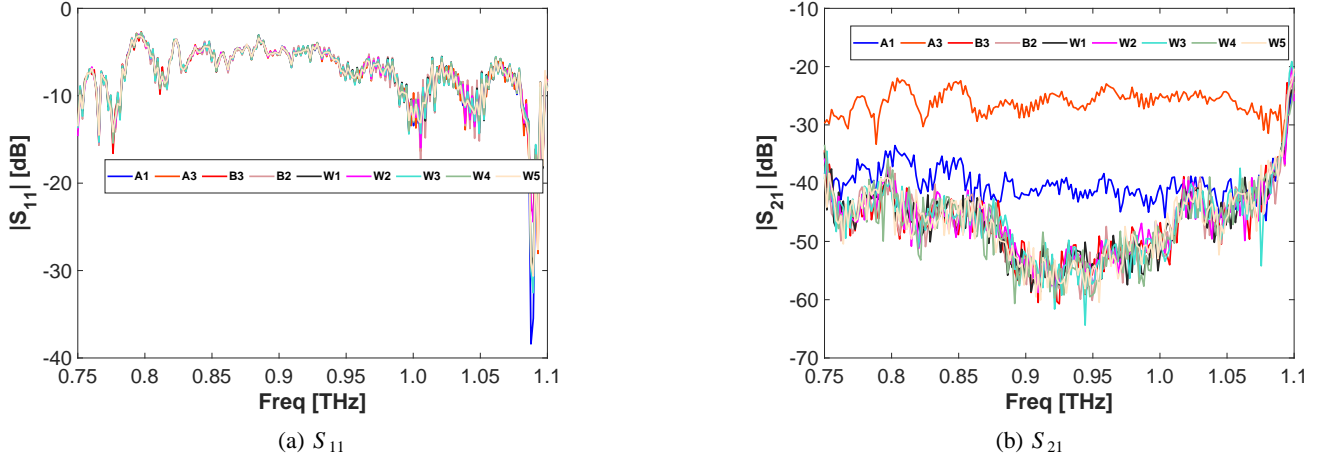 0
-10
-20
-30
-40
|S11| [dB]
A1 A3 B3 B2 W1 W2 W3 W4 W5
0.75 0.8 0.85 0.9 0.95 1.0 1.05 1.1
Freq [THz]
(a) S11
-10
-20
-30
-40
-50
-60
-70
|S21| [dB]
A1 A3 B3 B2 W1 W2 W3 W4 W5
0.75 0.8 0.85 0.9 0.95 1.0 1.05 1.1
Freq [THz]
(b) S21